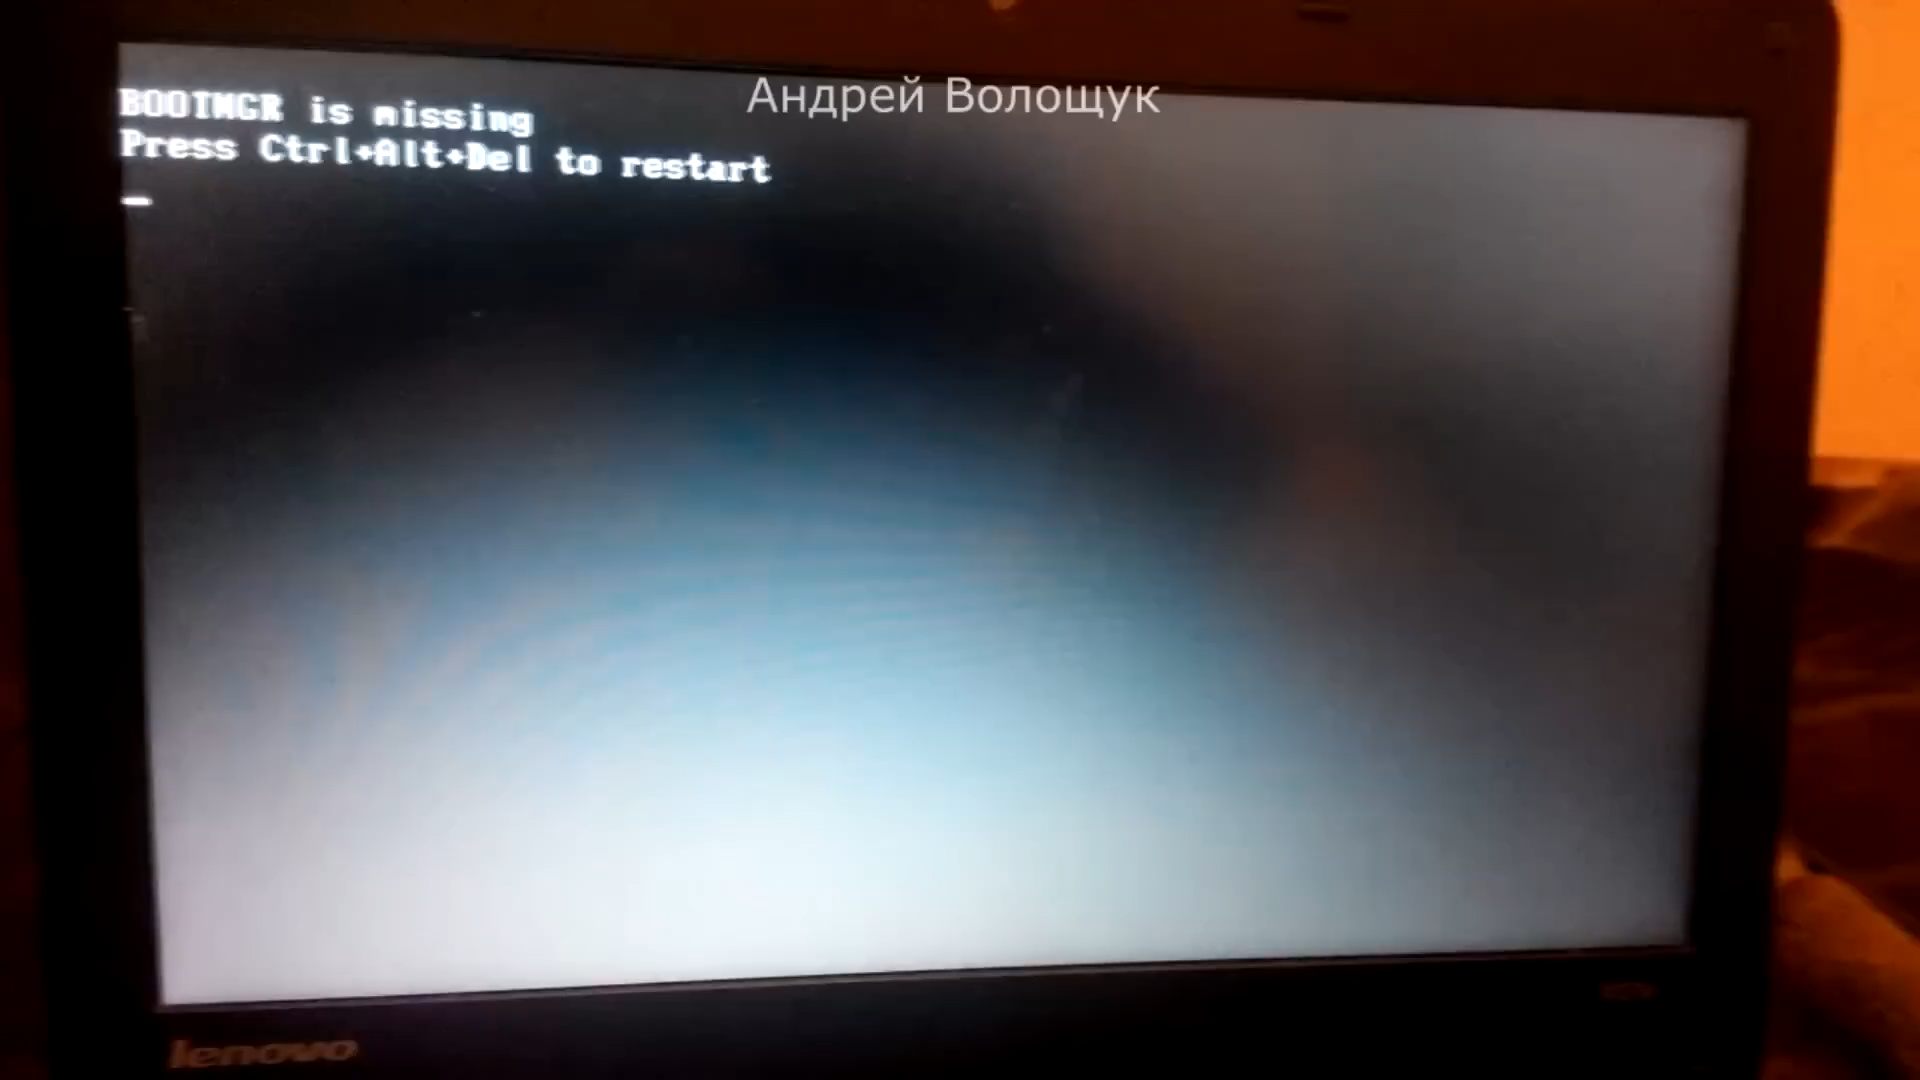 Андрей Волощук
BOOTMGR is missing
Press Ctrl+Alt+Del to restart
lenovo